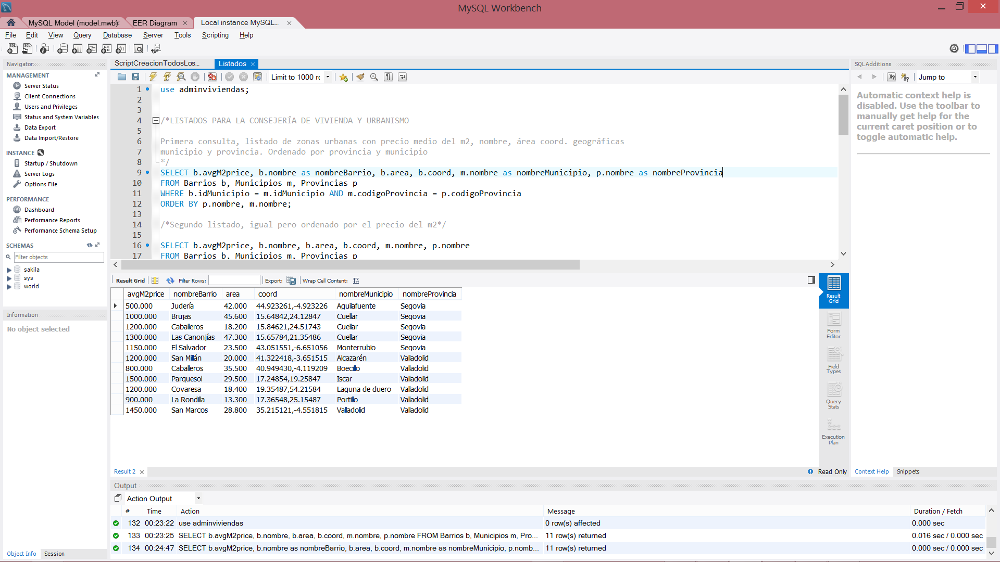 MySQL Workbench
MySQL Model (model.mwb)
EER Diagram
Local instance MySQL...
File Edit View Query Database Server Tools Scripting Help
Navigator
MANAGEMENT
Server Status
Client Connections
Users and Privileges
Status and System Variables
Data Export
Data Import/Restore
INSTANCE
Startup / Shutdown
Server Logs
Options File
PERFORMANCE
Dashboard
Performance Reports
Performance Schema Setup
SCHEMAS
Filter objects
sakila
sys
world
Information
No object selected
Object Info Session
ScriptCreacionTodosLos... Listados
Limit to 1000 r
1 use adminviviendas;
2
3
4 /*LISTADOS PARA LA CONSEJERÍA DE VIVIENDA Y URBANISMO
5
6 Primera consulta, listado de zonas urbanas con precio medio del m2, nombre, área coord. geográficas
7 municipio y provincia. Ordenado por provincia y municipio
8 */
9 SELECT b.avgM2price, b.nombre as nombreBarrio, b.area, b.coord, m.nombre as nombreMunicipio, p.nombre as nombreProvincia
10 FROM Barrios b, Municipios m, Provincias p
11 WHERE b.idMunicipio = m.idMunicipio AND m.codigoProvincia = p.codigoProvincia
12 ORDER BY p.nombre, m.nombre;
13
14 /*Segundo listado, igual pero ordenado por el precio del m2*/
15
16 SELECT b.avgM2price, b.nombre, b.area, b.coord, m.nombre, p.nombre
17 FROM Barrios b, Municipios m, Provincias p
Result Grid Filter Rows: Export: Wrap Cell Content:
avgM2price nombreBarrio area coord nombreMunicipio nombreProvincia
500.000 Judería 42.000 44.923261,-4.923226 Aguilafuente Segovia
1000.000 Brujas 45.600 15.64842,24.12847 Cuellar Segovia
1200.000 Caballeros 18.200 15.84621,24.51743 Cuellar Segovia
1300.000 Las Canonjías 47.300 15.65784,21.35486 Cuellar Segovia
1150.000 El Salvador 23.500 43.051551,-6.651056 Monterrubio Segovia
1200.000 San Millán 20.000 41.322418,-3.651515 Alcazarén Valladolid
800.000 Caballeros 35.500 40.949430,-4.119209 Boecillo Valladolid
1500.000 Parquesol 29.500 17.24854,19.25847 Iscar Valladolid
1200.000 Covaresa 18.400 19.35487,54.21584 Laguna de duero Valladolid
900.000 La Rondilla 13.300 17.36548,25.15487 Portillo Valladolid
1450.000 San Marcos 28.800 35.215121,-4.551815 Valladolid Valladolid
Result
Grid
Form
Editor
Field
Types
Query
Stats
Execution
Plan
Result 2
Read Only
SQLAdditions
Jump to
Automatic context help is
disabled. Use the toolbar to
manually get help for the
current caret position or to
toggle automatic help.
Context Help Snippets
Output
Action Output
# Time Action Message Duration / Fetch
132 00:23:22 use adminviviendas 0 row(s) affected 0.000 sec
133 00:23:25 SELECT b.avgM2price, b.nombre, b.area, b.coord, m.nombre, p.nombre FROM Barrios b, Municipios m, Pro... 11 row(s) returned 0.016 sec / 0.000 sec
134 00:24:47 SELECT b.avgM2price, b.nombre as nombreBarrio, b.area, b.coord, m.nombre as nombreMunicipio, p.nomb... 11 row(s) returned 0.000 sec / 0.000 sec